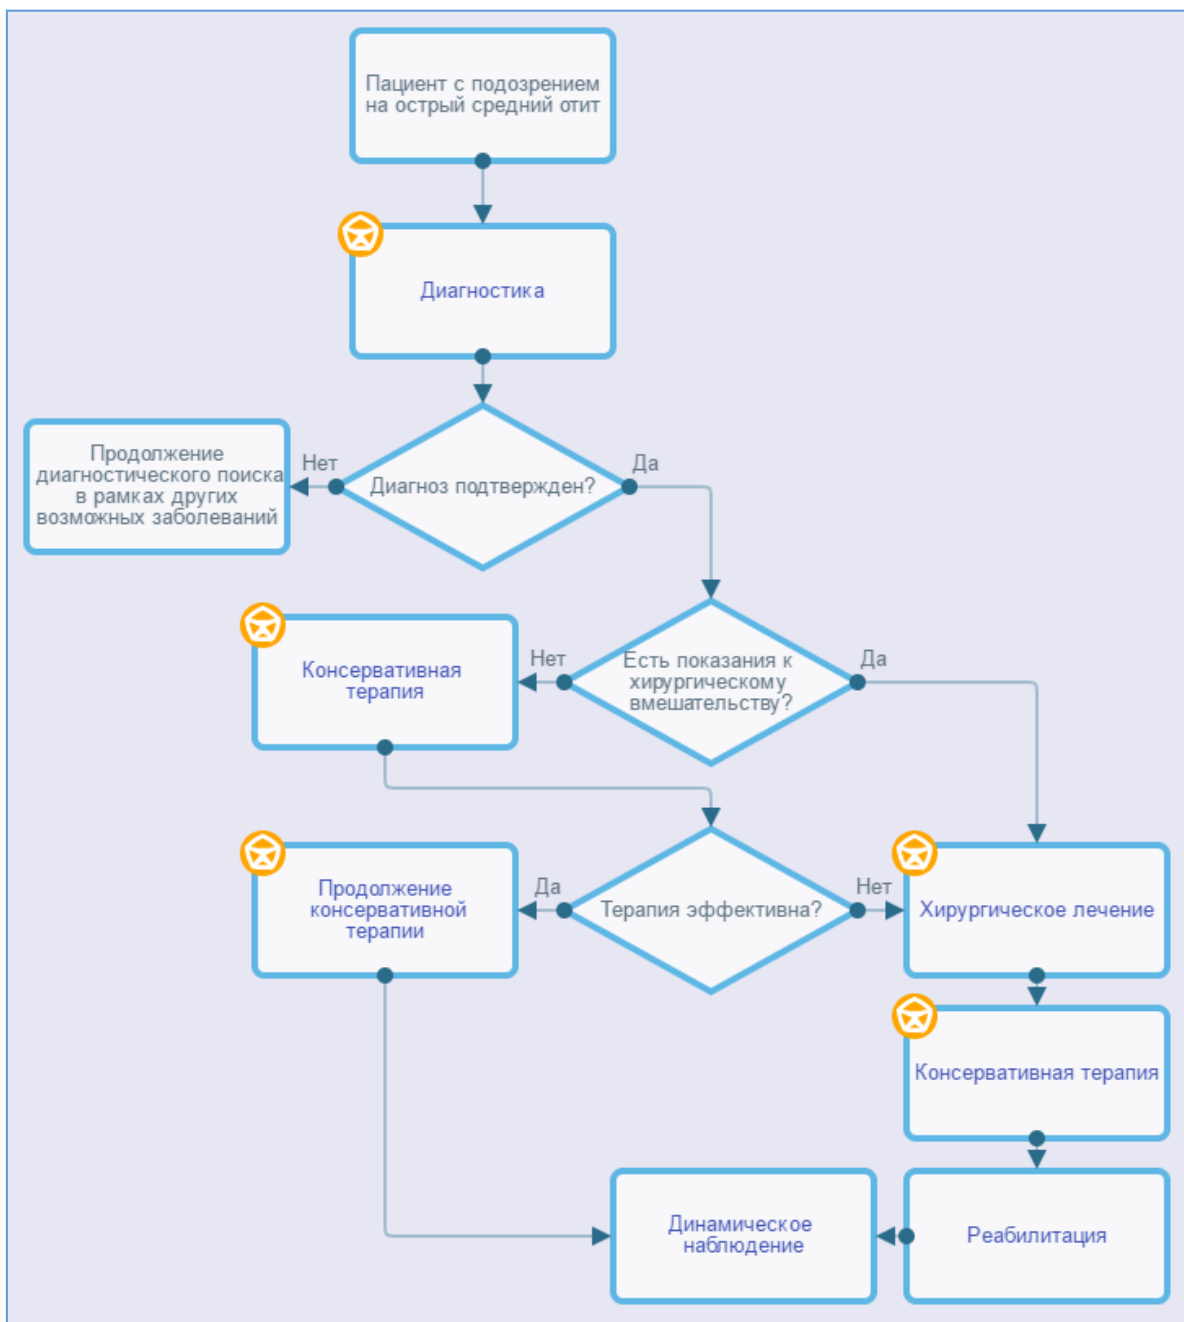 Пациент с подозрением
на острый средний отит
Диагностика
Диагноз подтвержден?
Нет
Да
Продолжение
диагностического поиска
в рамках других
возможных заболеваний
Есть показания к
хирургическому
вмешательству?
Нет
Да
Консервативная
терапия
Терапия эффективна?
Да
Нет
Продолжение
консервативной
терапии
Хирургическое лечение
Консервативная терапия
Реабилитация
Динамическое
наблюдение